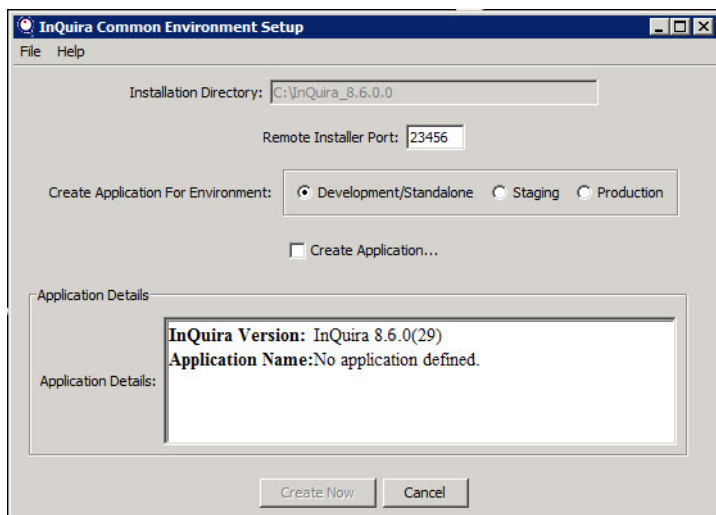 InQuira Common Environment Setup
File Help
Installation Directory: C:\InQuira_8.6.0.0
Remote Installer Port: 23456
Create Application For Environment: Development/Standalone Staging Production
Create Application...
Application Details
InQuira Version: InQuira 8.6.0(29)
Application Name:No application defined.
Application Details:
Create Now Cancel